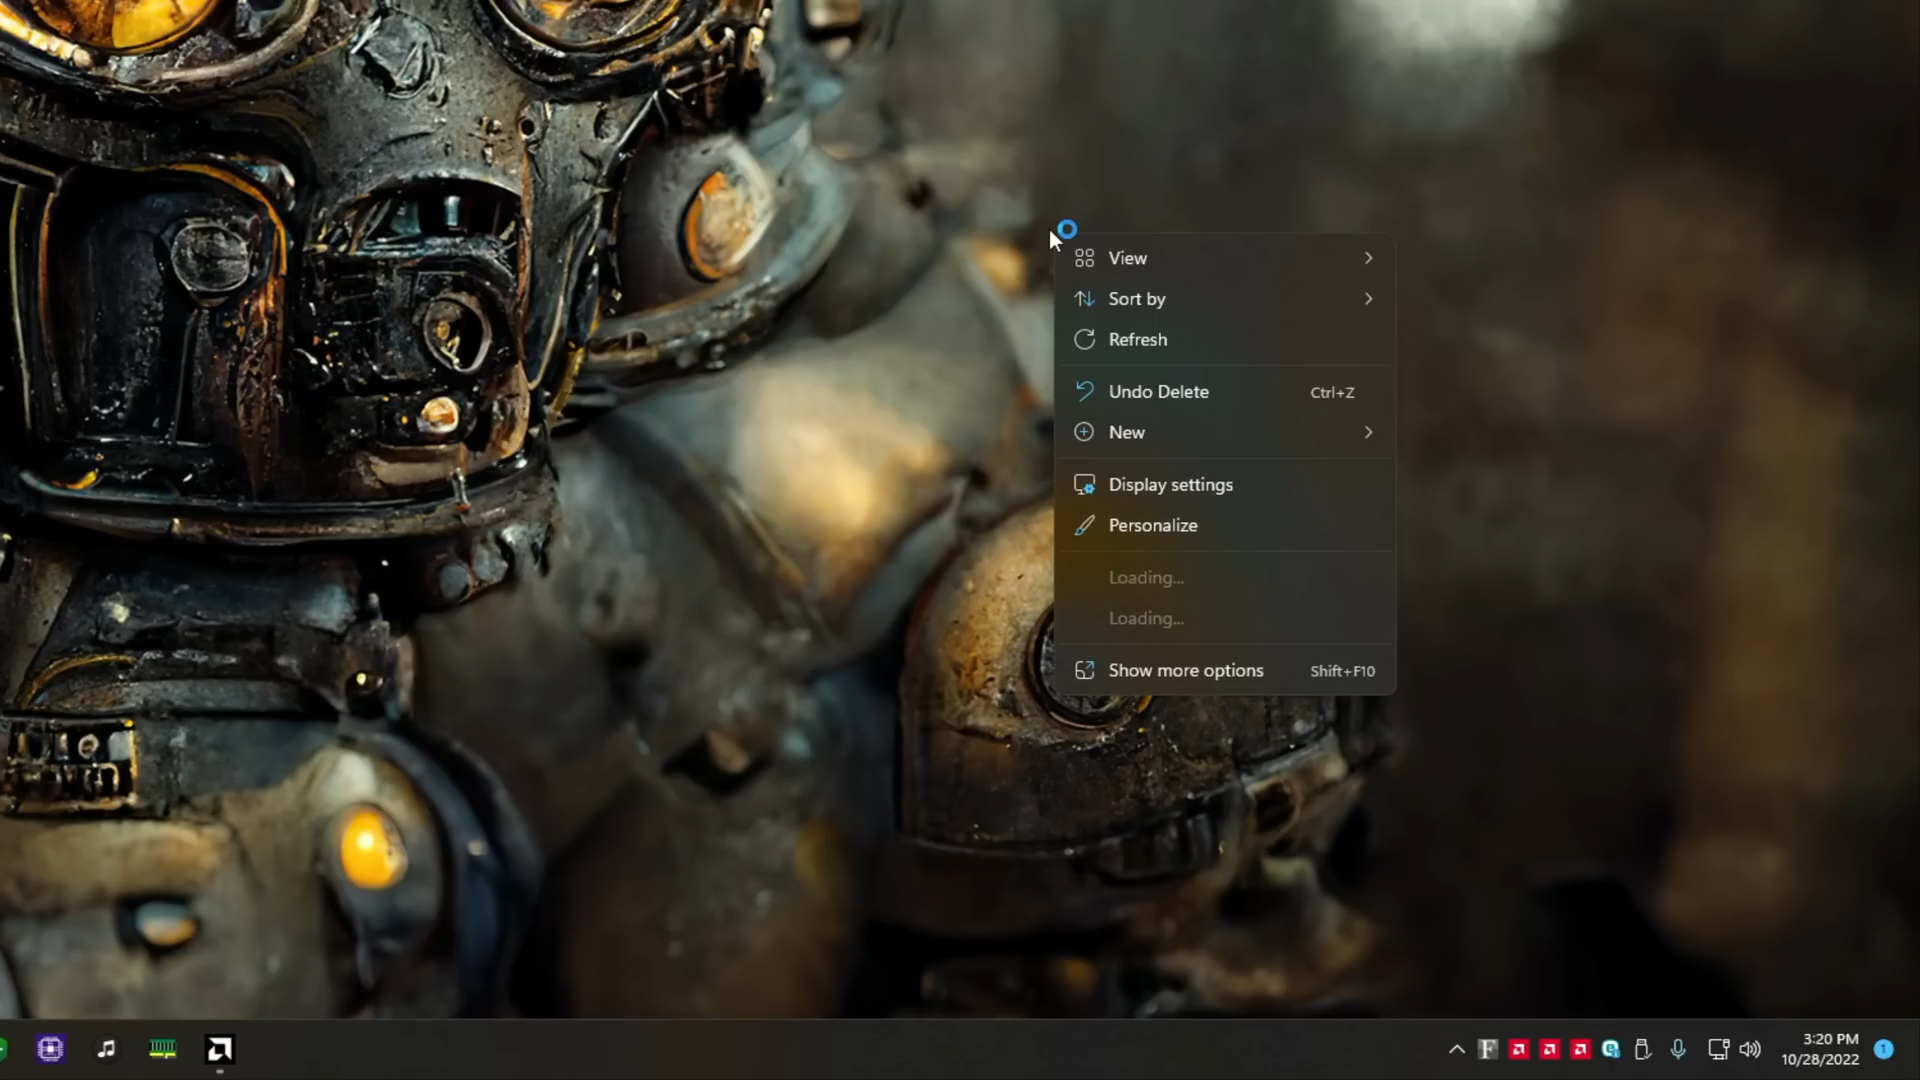 View
Sort by
Refresh
Undo Delete Ctrl+Z
New
Display settings
Personalize
Loading...
Loading...
Show more options Shift+F10
F
3:20 PM
10/28/2022
1